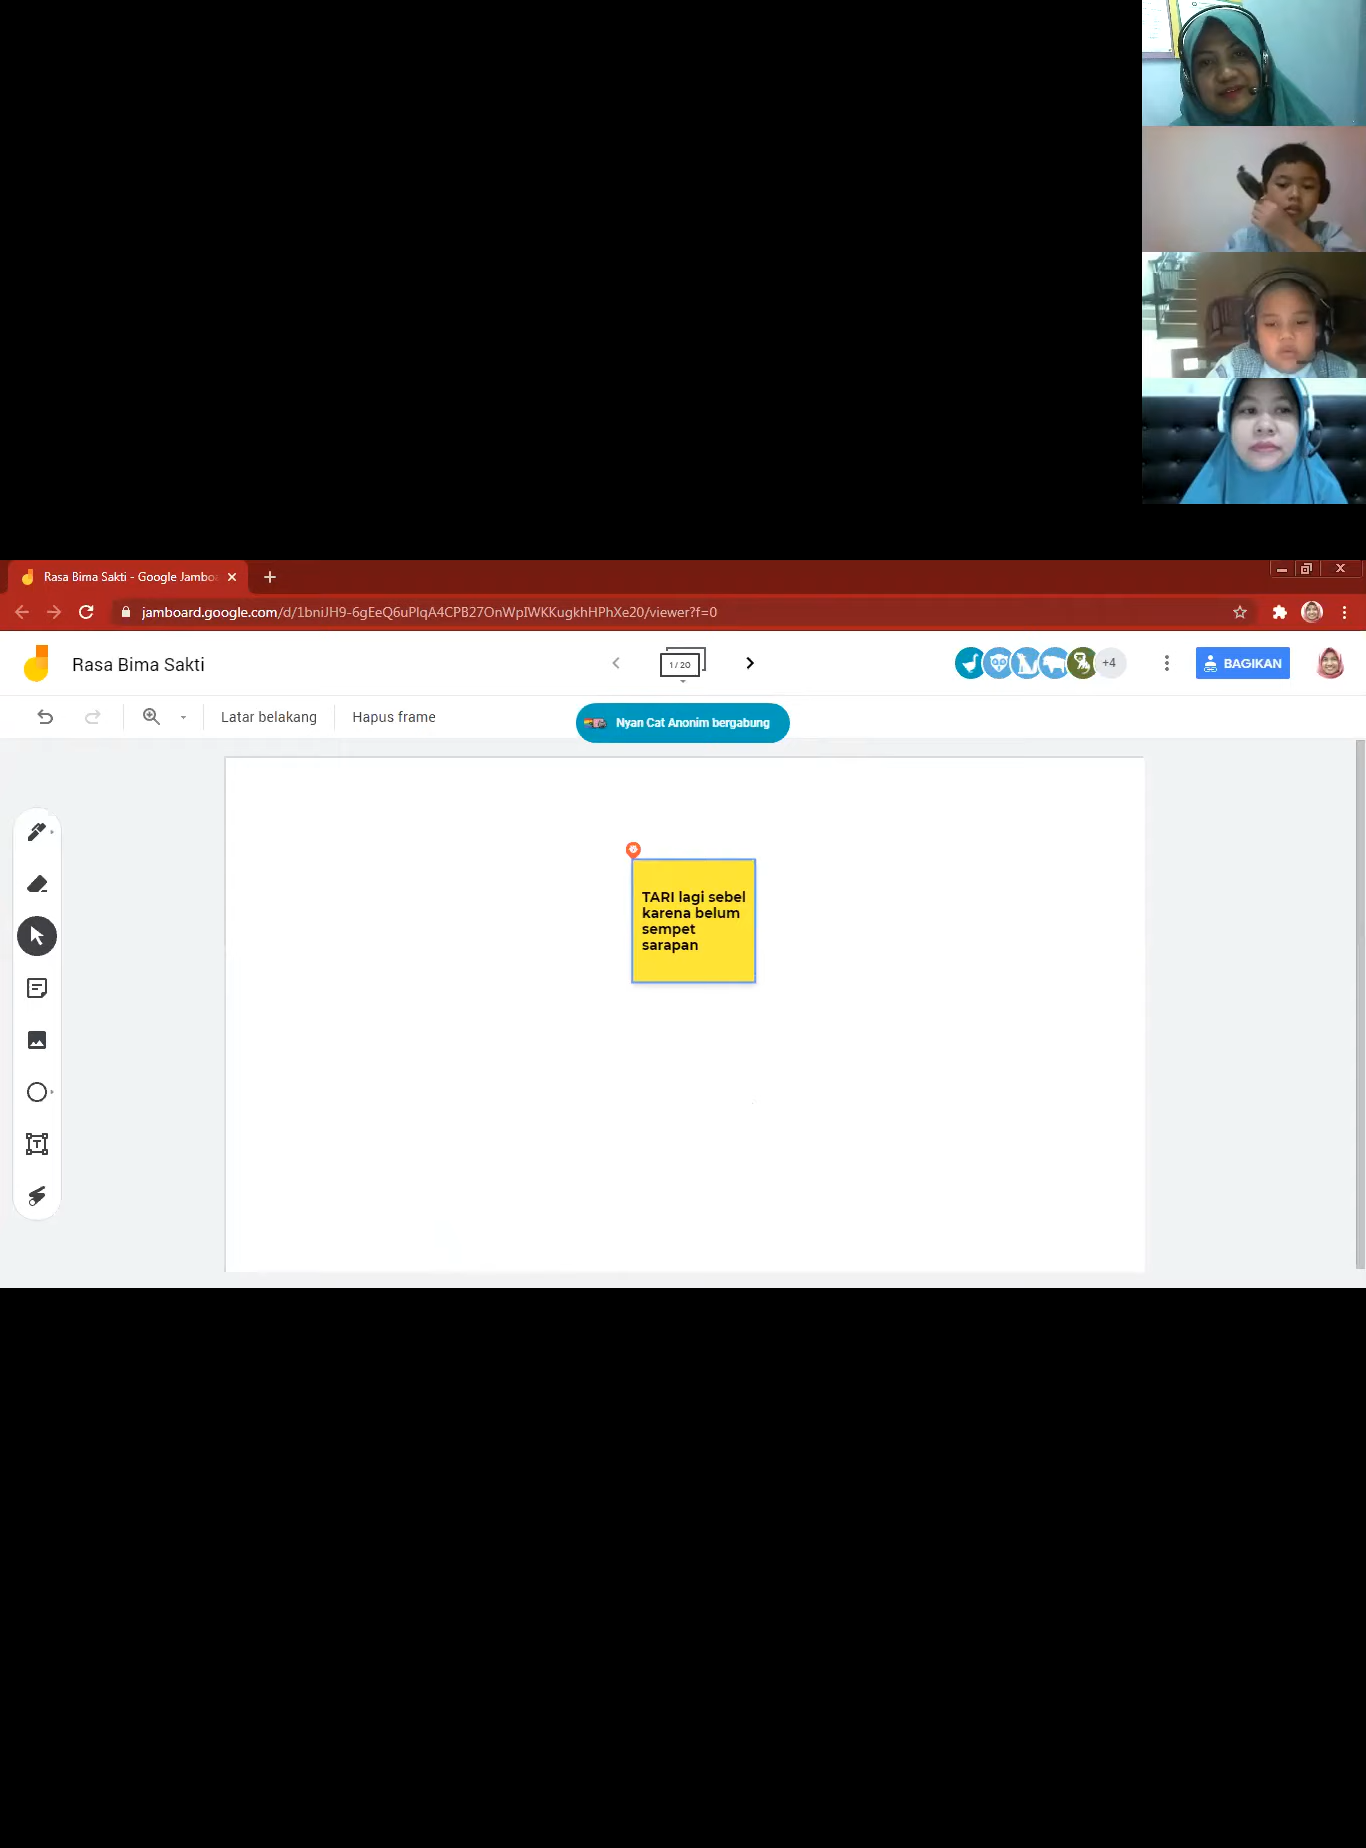 Rasa Bima Sakti - Google Jambo
jamboard.google.com/d/1bniJH9-6gEeQ6uPlqA4CPB27OnWpIWKKugkhHPhXe20/viewer?f=0
Rasa Bima Sakti
1 / 20
+4
BAGIKAN
Latar belakang
Hapus frame
Nyan Cat Anonim bergabung
TARI lagi sebel
karena belum
sempet
sarapan